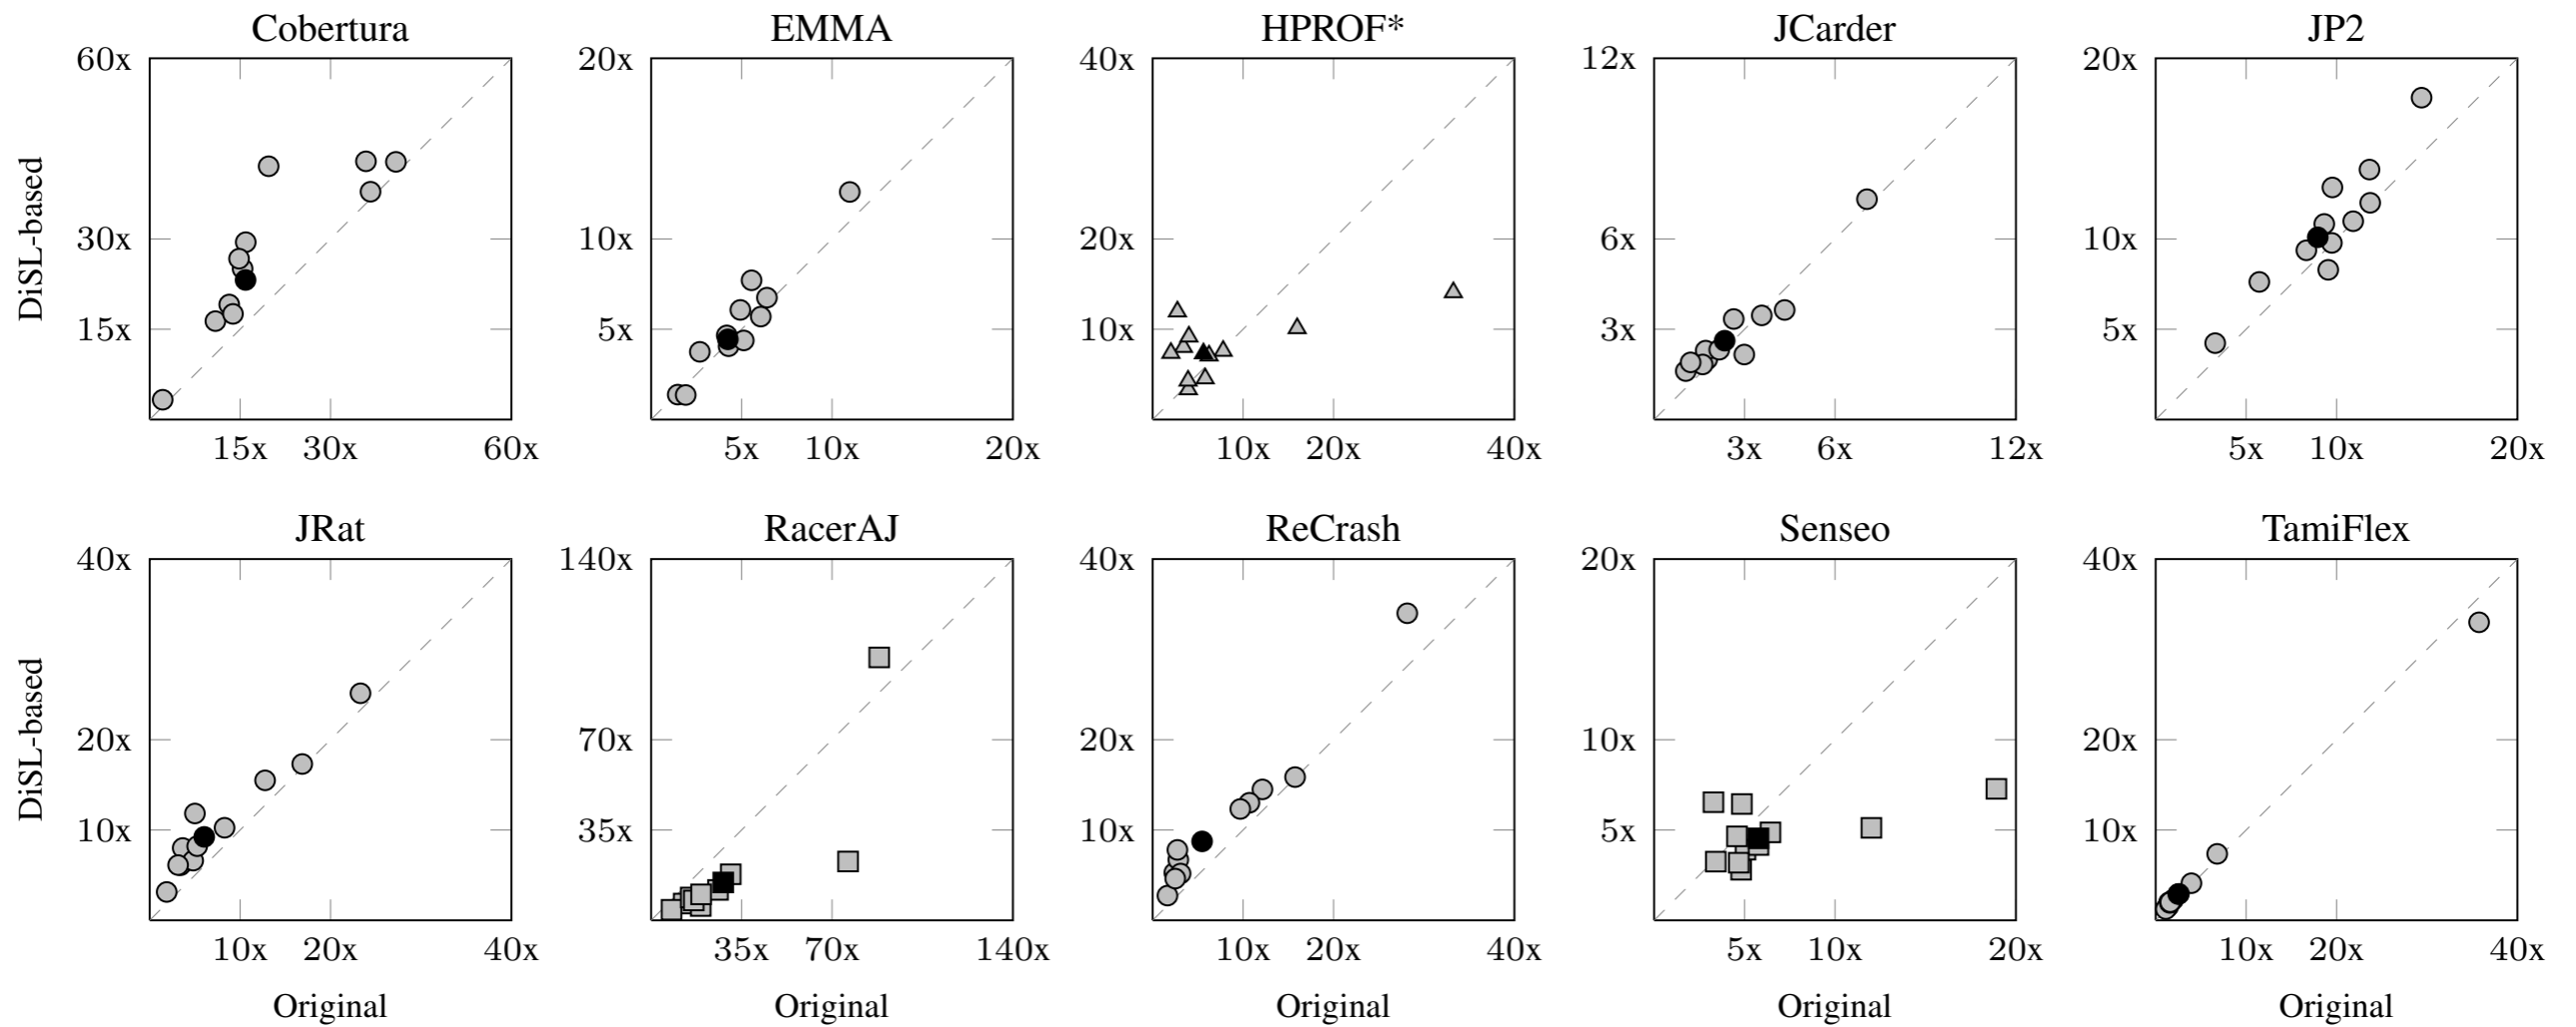 Cobertura EMMA HPROF* JCarder JP2
60x 20x 40x 12x 20x
DiSL-based
30x 10x 20x 6x 10x
15x 5x 10x 3x 5x
15x 30x 60x 5x 10x 20x 10x 20x 40x 3x 6x 12x 5x 10x 20x
JRat RacerAJ ReCrash Senseo TamiFlex
40x 140x 40x 20x 40x
DiSL-based
20x 70x 20x 10x 20x
10x 35x 10x 5x 10x
10x 20x 40x 35x 70x 140x 10x 20x 40x 5x 10x 20x 10x 20x 40x
Original Original Original Original Original